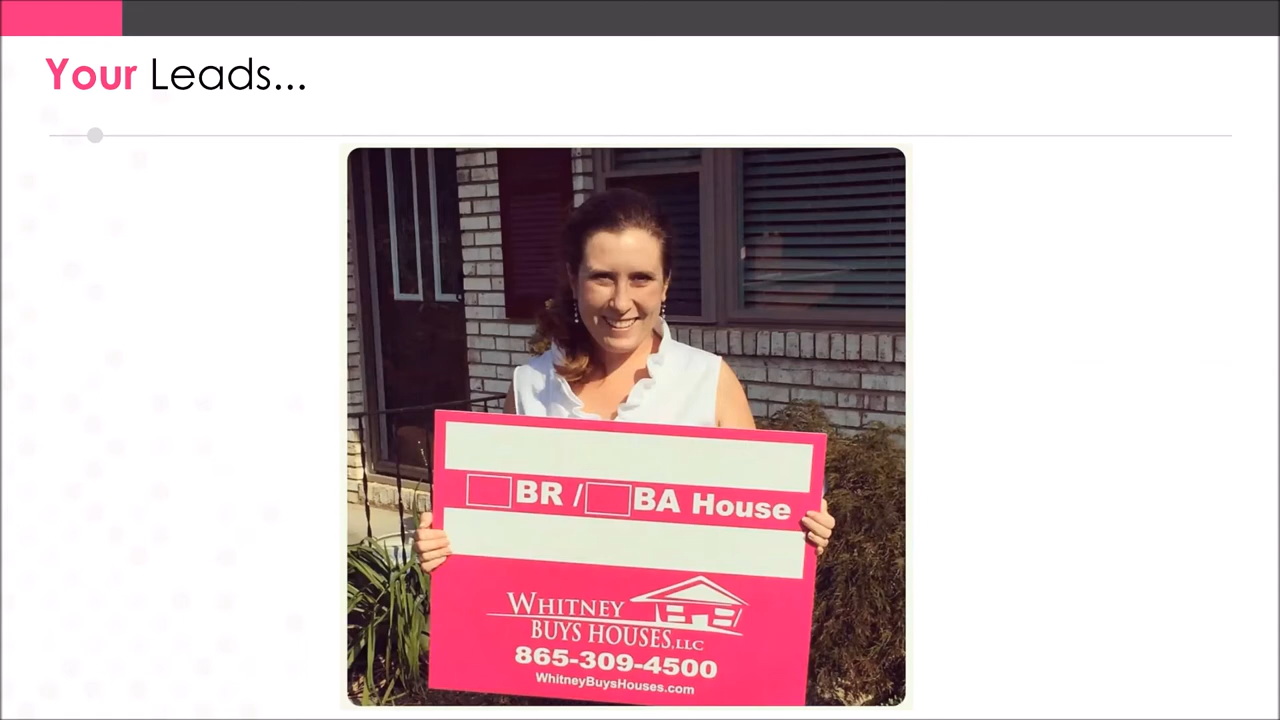 Your Leads...
BR / BA House
WHITNEY
BUYS HOUSES, LLC
865-309-4500
WhitneyBuysHouses.com